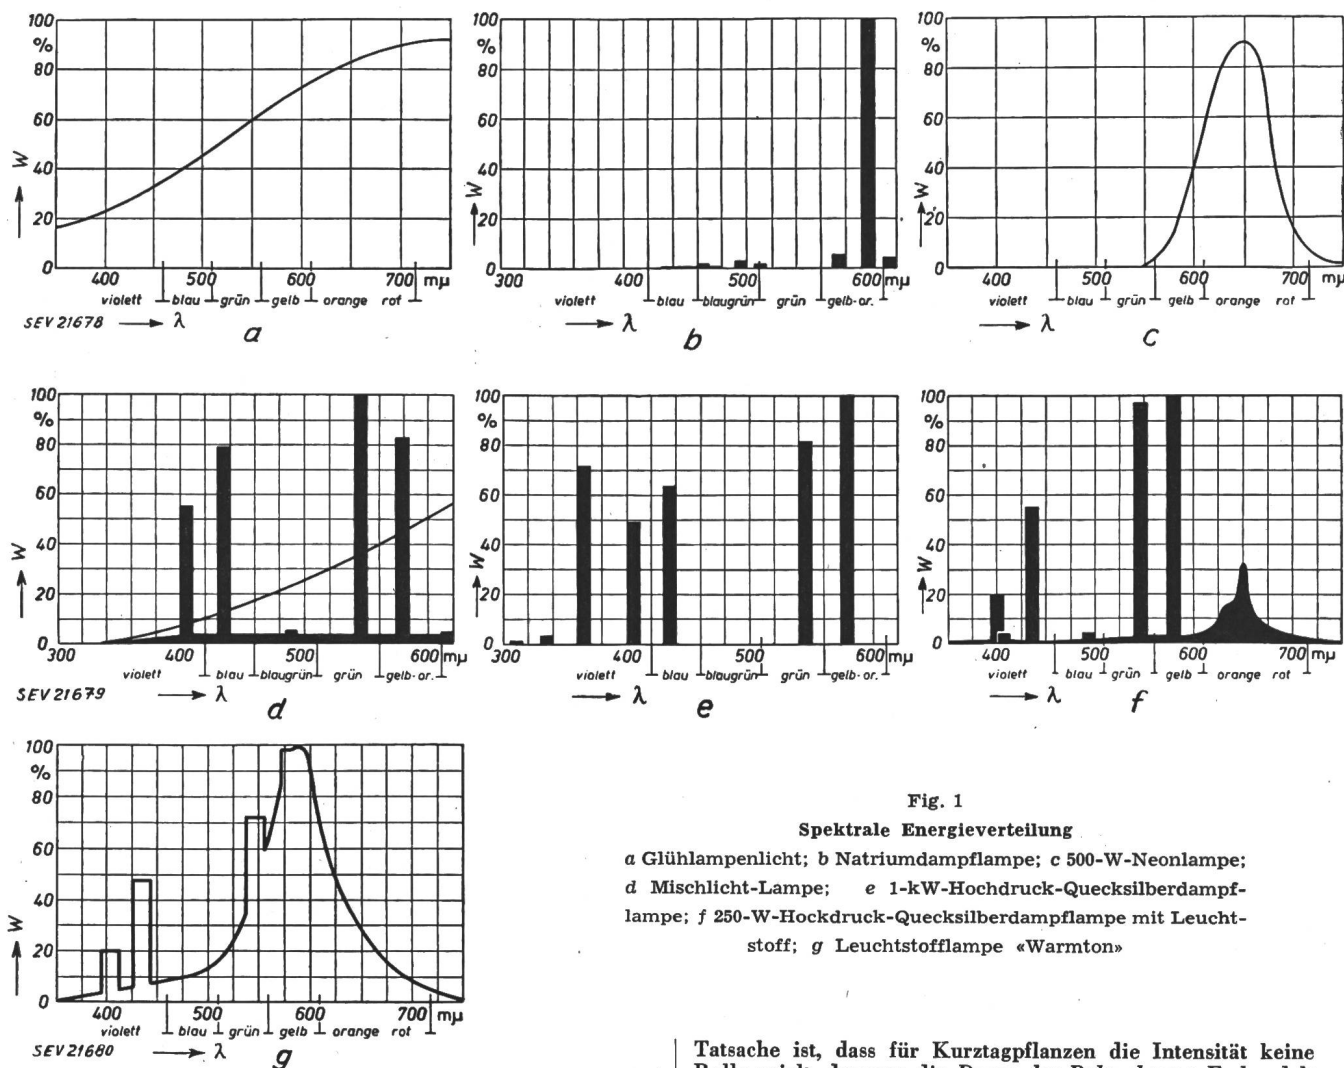 100
%
80
60
40
20
0
W
400 500 600 700 mµ
violett blau grün gelb orange rot
SEV 21678 λ
a
100
%
80
60
40
20
0
W
300 400 500 600 mµ
violett blau blaugrün grün gelb-or.
λ
b
100
%
80
60
40
20
0
W
400 500 600 700 mµ
violett blau grün gelb orange rot
λ
c
100
%
80
60
40
20
0
W
300 400 500 600 mµ
violett blau blaugrün grün gelb-or.
SEV 21679 λ
d
100
%
80
60
40
20
0
W
300 400 500 600 mµ
violett blau blaugrün grün gelb-or.
λ
e
100
%
80
60
40
20
0
W
400 500 600 700 mµ
violett blau grün gelb orange rot
λ
f
100
%
80
60
40
20
0
W
400 500 600 700 mµ
violett blau grün gelb orange rot
SEV 21680 λ
g
Fig. 1
Spektrale Energieverteilung
a Glühlampenlicht; b Natriumdampflampe; c 500-W-Neonlampe;
d Mischlicht-Lampe; e 1-kW-Hochdruck-Quecksilberdampf-
lampe; f 250-W-Hockdruck-Quecksilberdampflampe mit Leucht-
stoff; g Leuchtstofflampe «Warmton»
Tatsache ist, dass für Kurztagpflanzen die Intensität keine